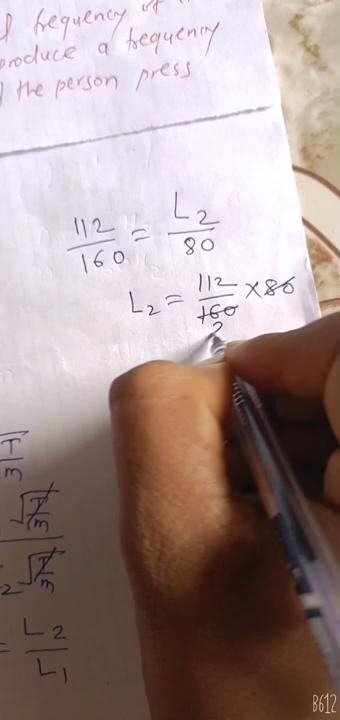 frequency of
produce a frequency
the person press
112/160 = L₂/80
L₂ = 112/160 × 80
2
T/m
√T/m
2 √T/m
= L₂/L₁
B612